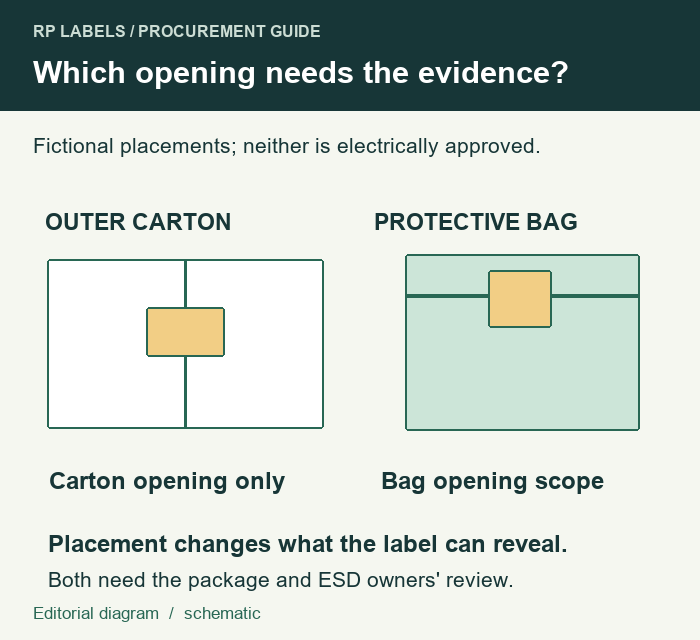 RP LABELS / PROCUREMENT GUIDE
Which opening needs the evidence?
Fictional placements; neither is electrically approved.
OUTER CARTON
PROTECTIVE BAG
Carton opening only
Bag opening scope
Placement changes what the label can reveal.
Both need the package and ESD owners' review.
Editorial diagram / schematic